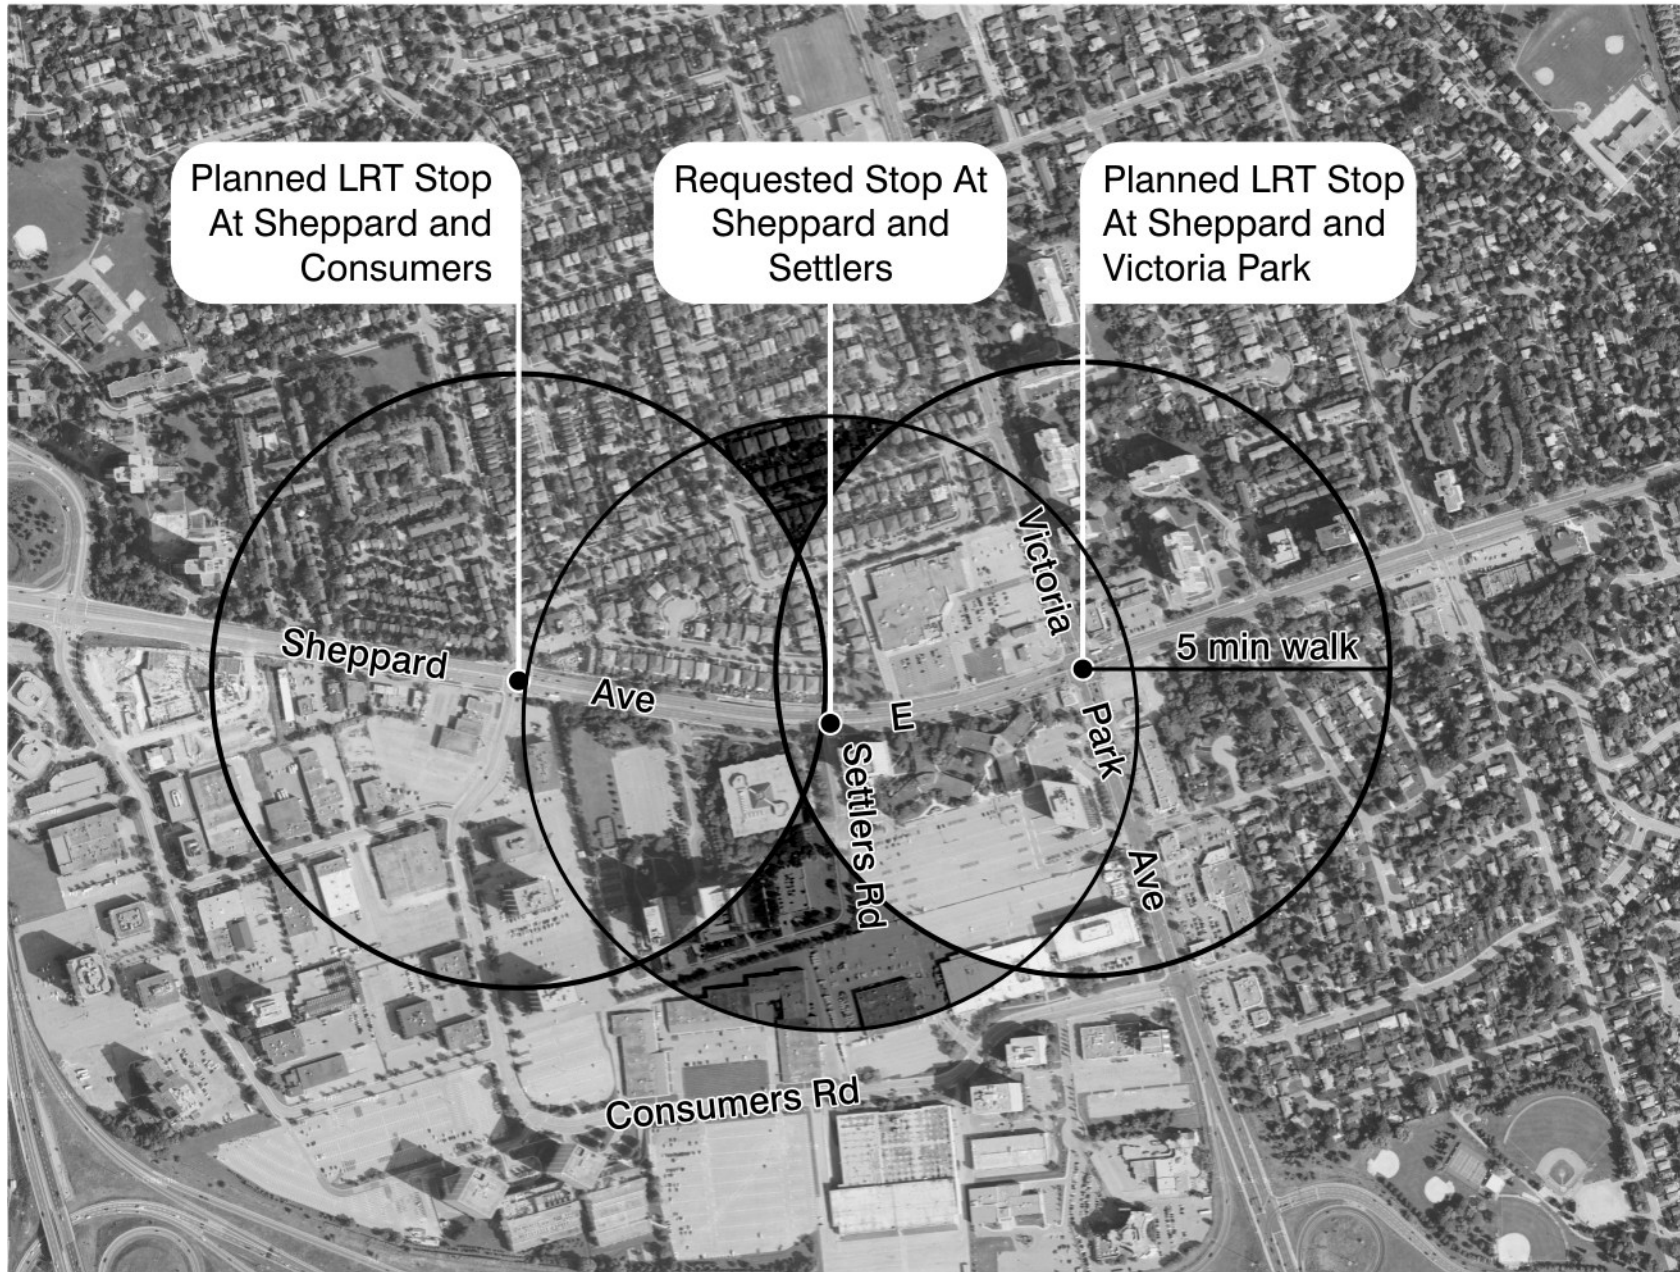 Planned LRT Stop
At Sheppard and
Consumers
Requested Stop At
Sheppard and
Settlers
Planned LRT Stop
At Sheppard and
Victoria Park
Victoria
Sheppard
Ave
E
5 min walk
Park
Settlers Rd
Ave
Consumers Rd